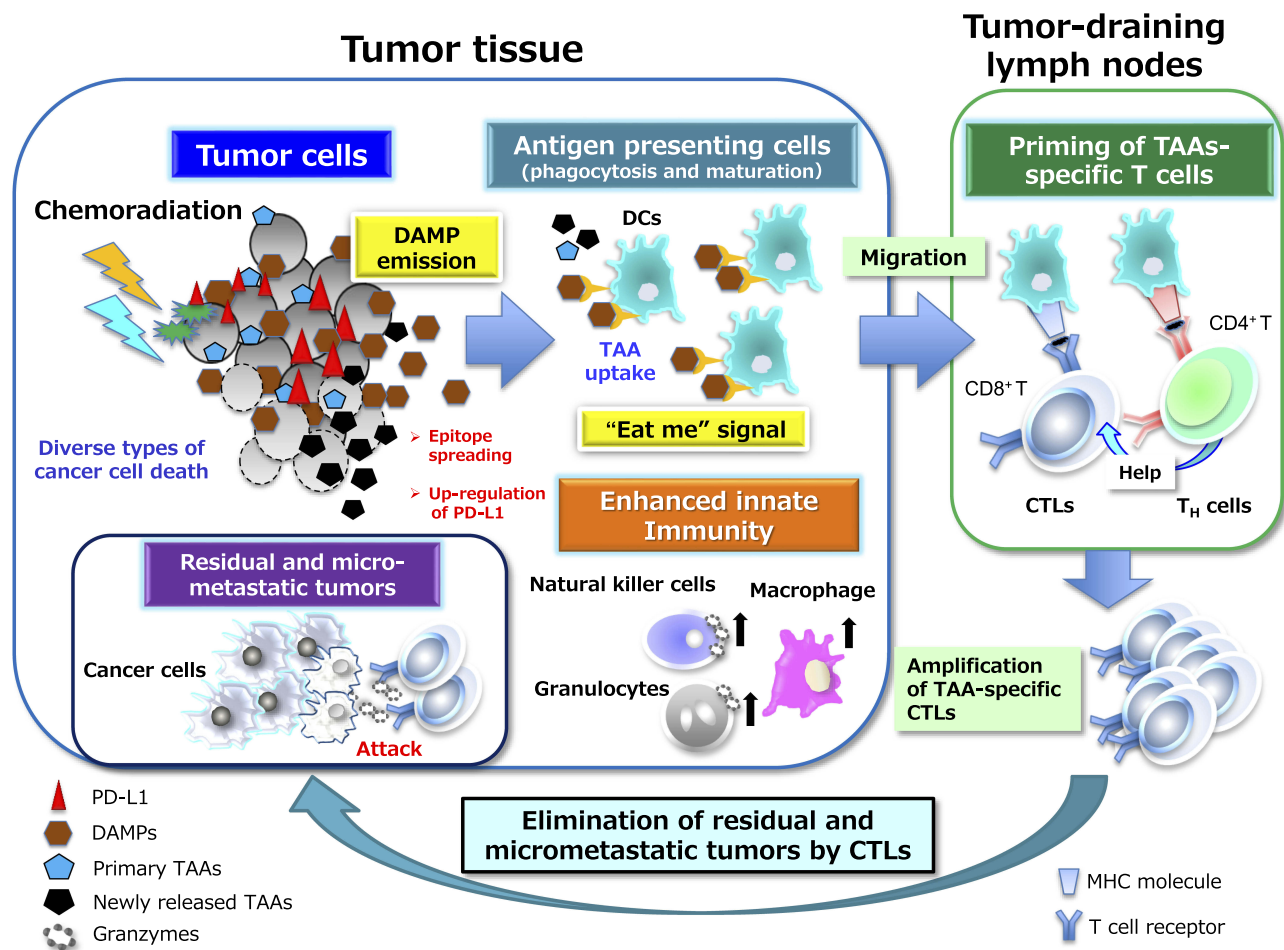 Tumor tissue
Tumor-draining
lymph nodes
Tumor cells
Antigen presenting cells
(phagocytosis and maturation)
Priming of TAAs-
specific T cells
Chemoradiation
DAMP
emission
DCs
TAA
uptake
"Eat me" signal
Migration
CD4+ T
CD8+ T
Help
CTLs
TH cells
Diverse types of
cancer cell death
➢ Epitope
spreading
➢ Up-regulation
of PD-L1
Enhanced innate
Immunity
Natural killer cells
Macrophage
Granulocytes
Residual and micro-
metastatic tumors
Cancer cells
Attack
Amplification
of TAA-specific
CTLs
Elimination of residual and
micrometastatic tumors by CTLs
PD-L1
DAMPs
Primary TAAs
Newly released TAAs
Granzymes
MHC molecule
T cell receptor